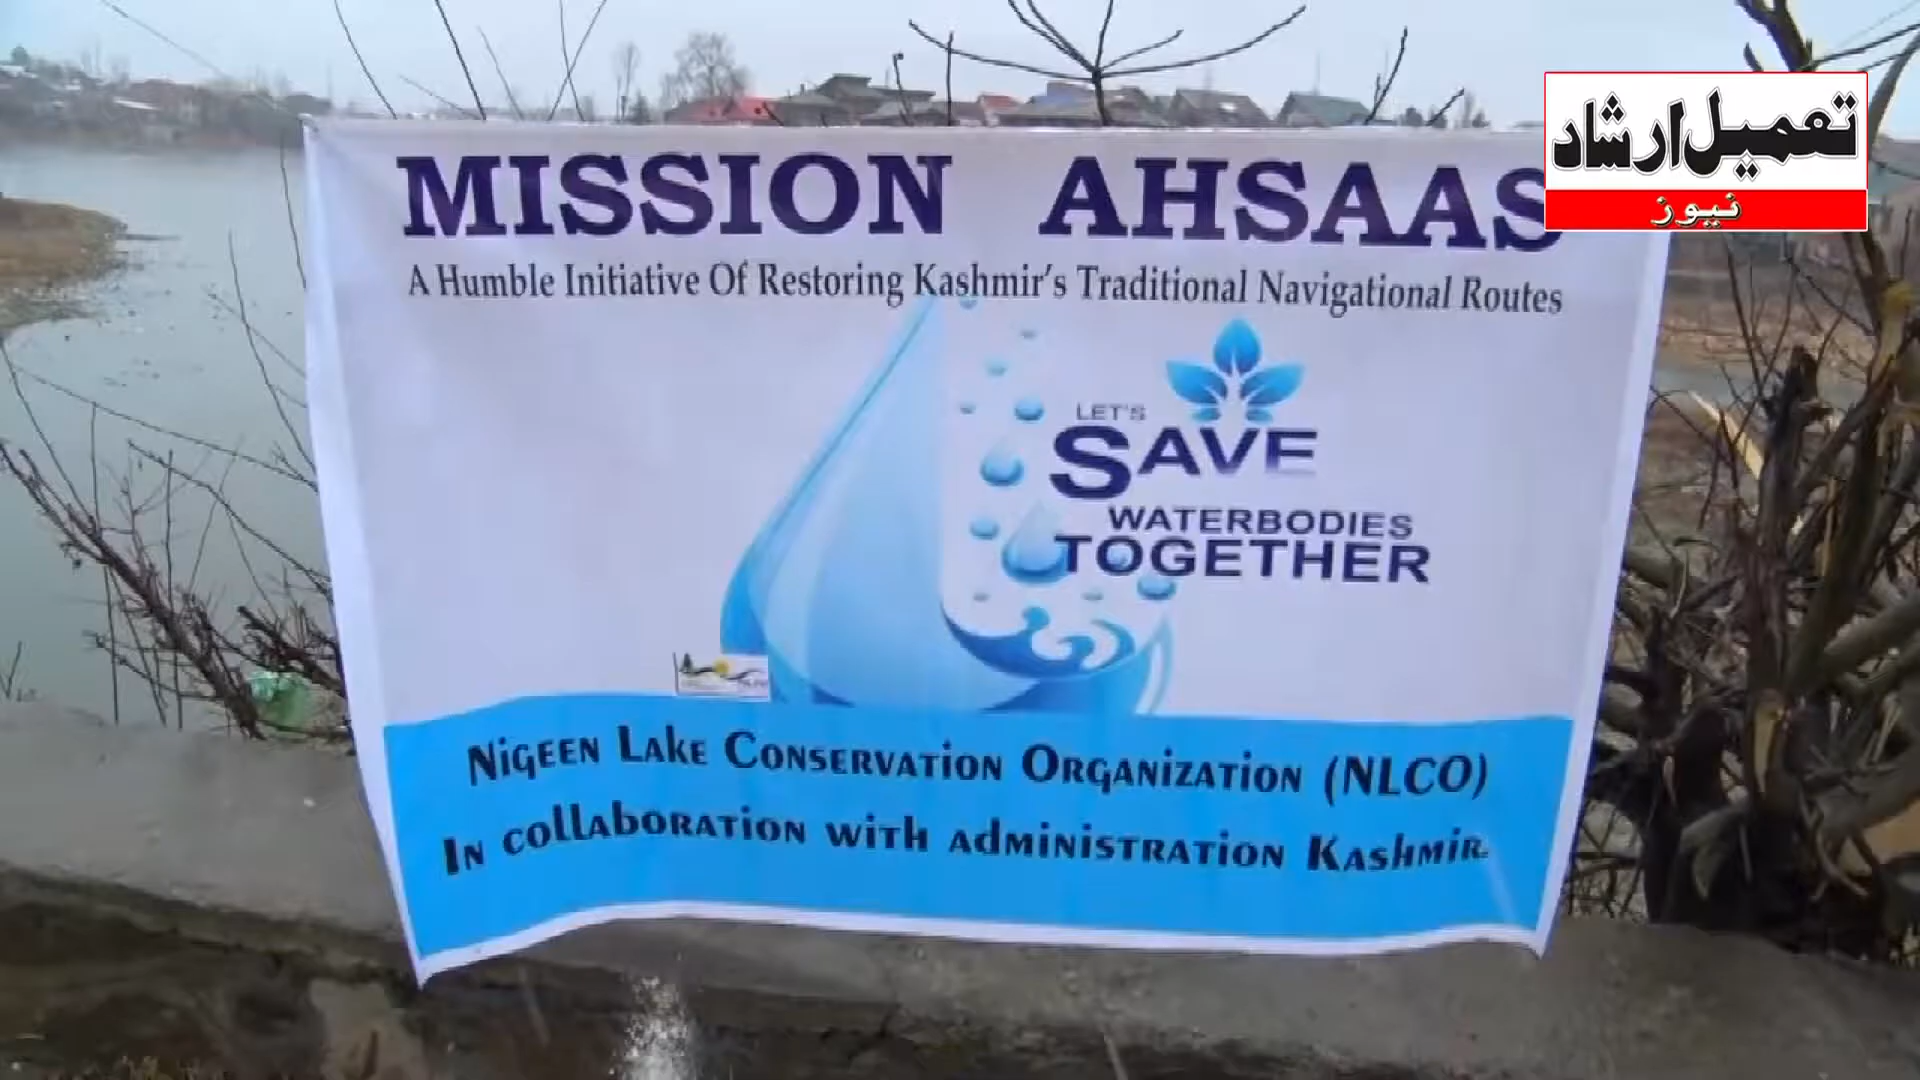 MISSION AHSAAS
A Humble Initiative Of Restoring Kashmir's Traditional Navigational Routes
LET'S
SAVE
WATERBODIES
TOGETHER
NiGEEN LAKE CONSERVATION ORGANIZATION (NLCO)
IN collABORATION with AdMINISTRATION KASHMIR.
تعمیل ارشاد
نیوز